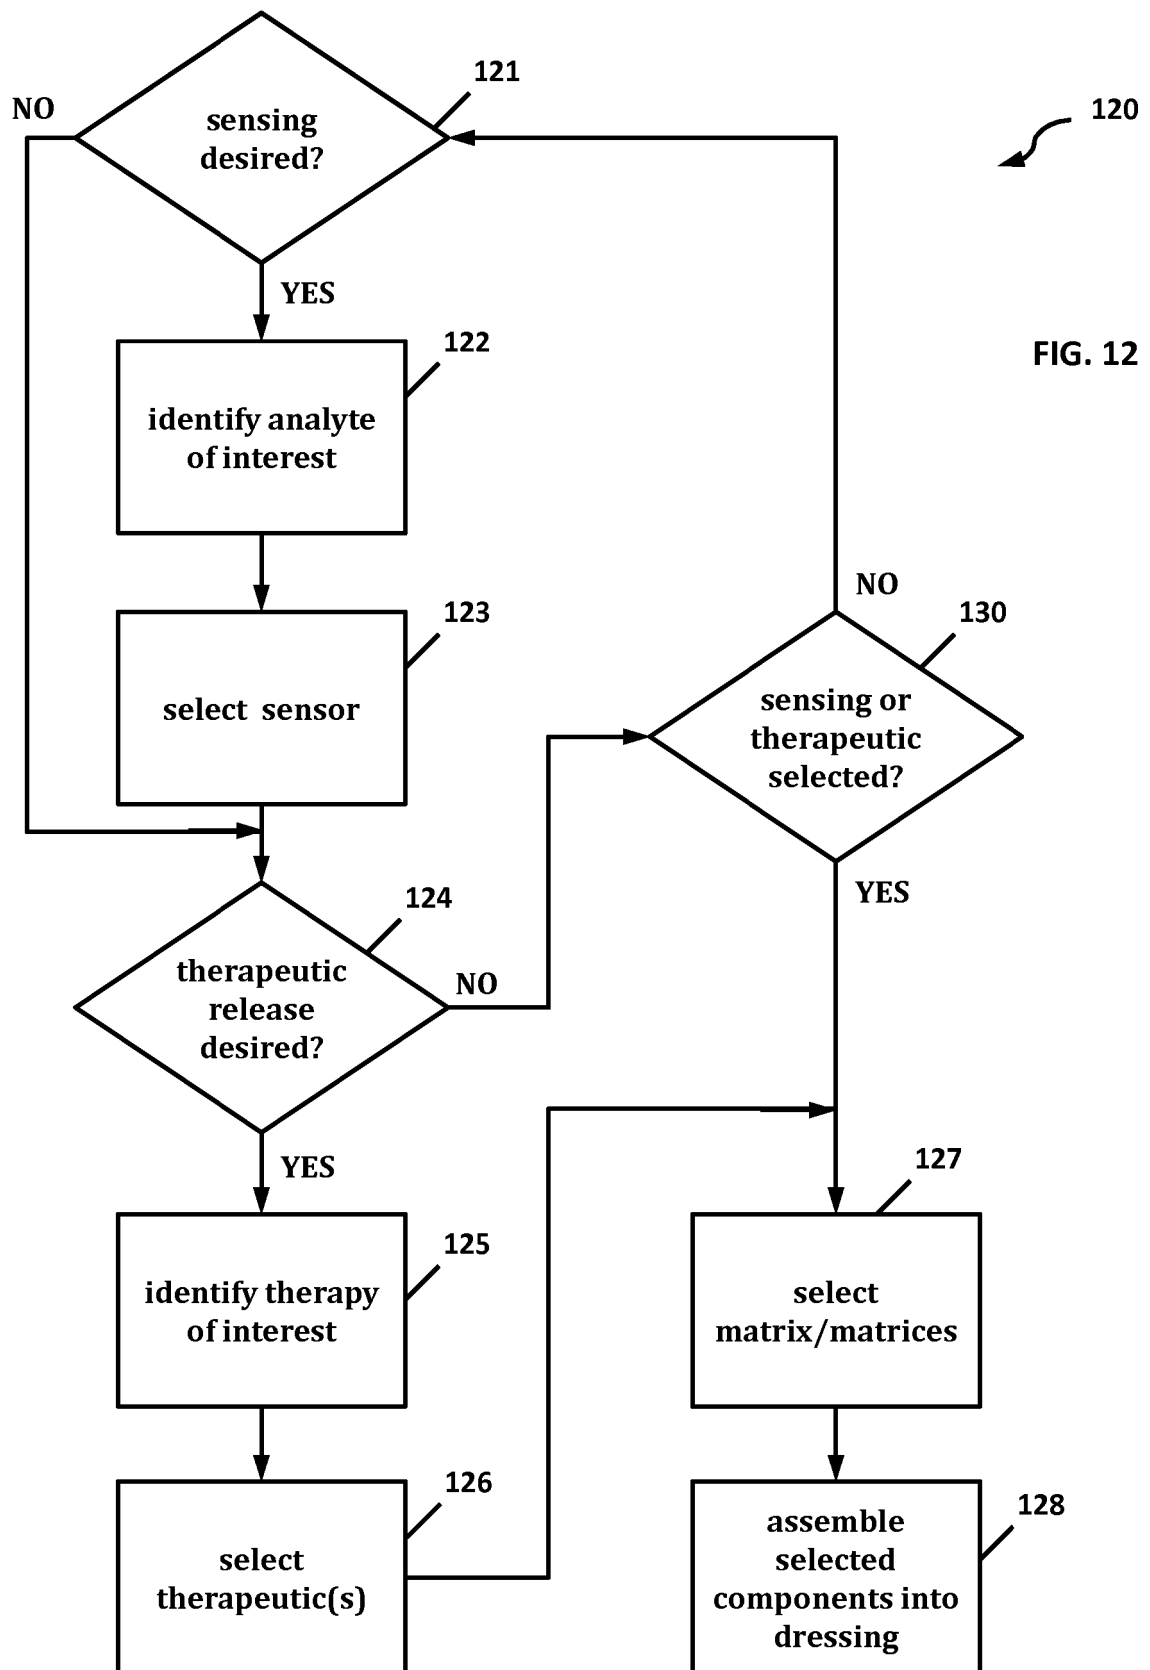 121
NO
sensing
desired?
120
YES
122
FIG. 12
identify analyte
of interest
NO
123
130
select sensor
sensing or
therapeutic
selected?
124
YES
therapeutic
release
desired?
NO
YES
127
125
identify therapy
of interest
select
matrix/matrices
126
128
select
therapeutic(s)
assemble
selected
components into
dressing